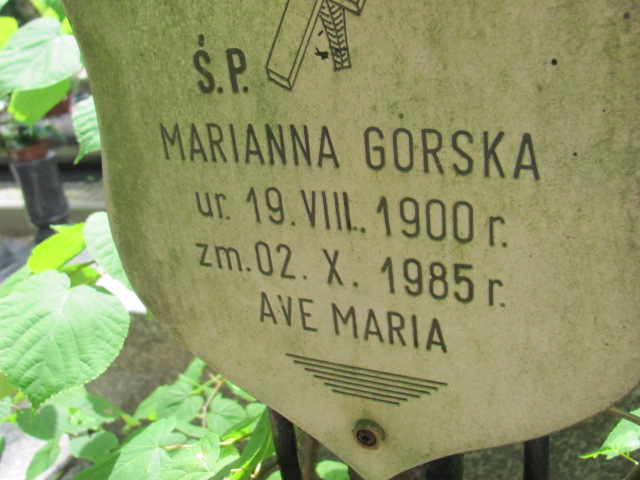 Ś.P.
MARIANNA GORSKA
ur. 19. VIII. 1900 r.
zm. 02. X. 1985 r.
AVE MARIA